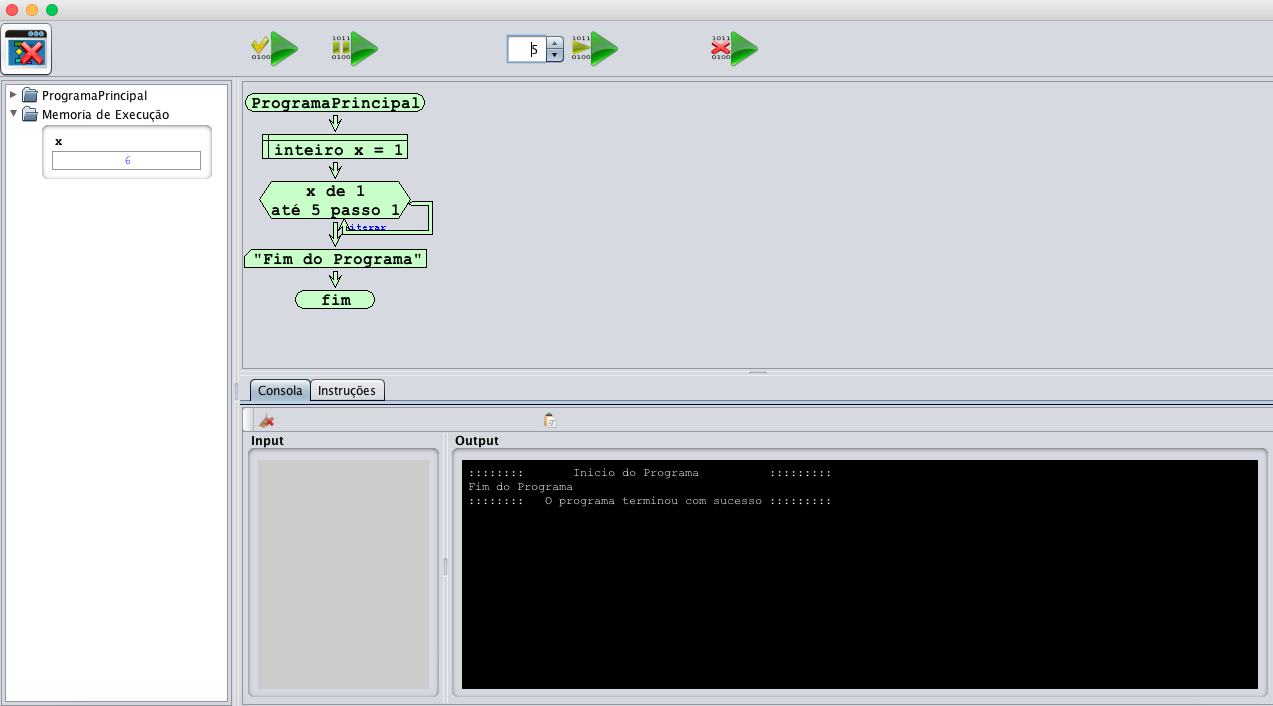 1011
0100
1011
0100
5
1011
0100
1011
0100
ProgramaPrincipal
Memoria de Execução
x
6
ProgramaPrincipal
inteiro x = 1
x de 1
até 5 passo 1
iterar
"Fim do Programa"
fim
Consola
Instruções
Input
Output
:::::::: Inicio do Programa :::::::::
Fim do Programa
:::::::: O programa terminou com sucesso :::::::::